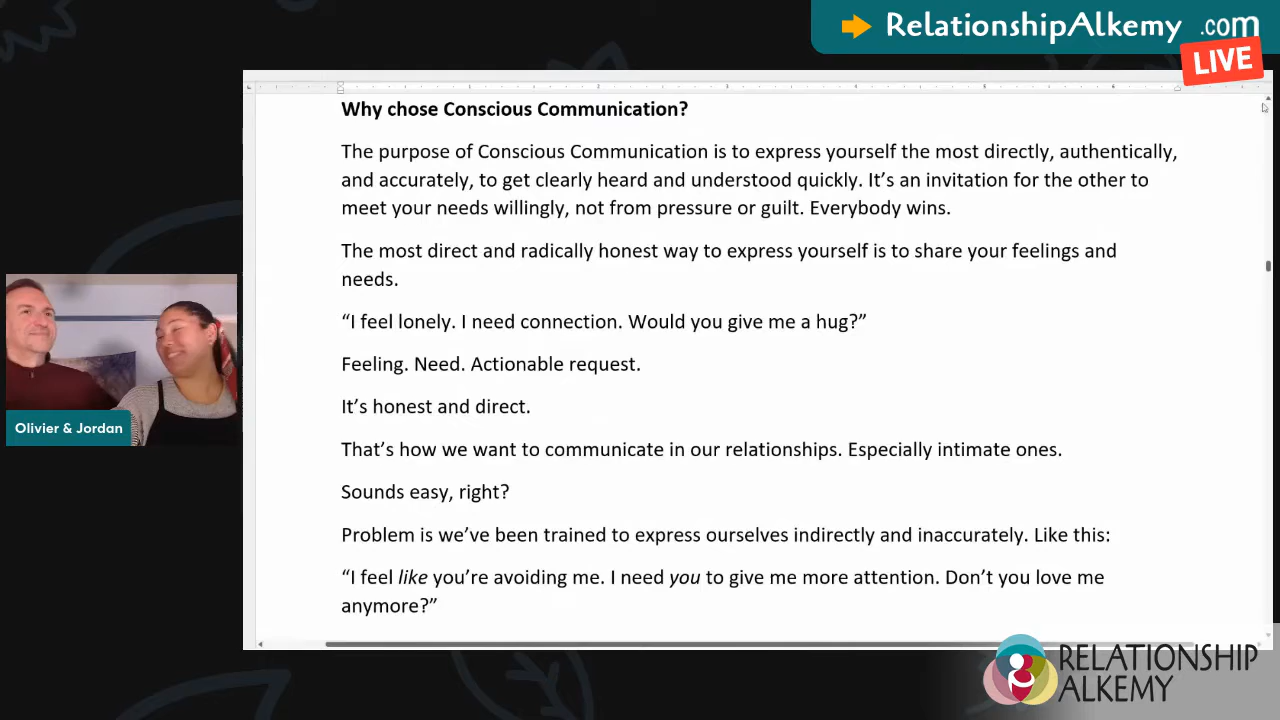 RelationshipAlkemy .com
LIVE
Why chose Conscious Communication?
The purpose of Conscious Communication is to express yourself the most directly, authentically,
and accurately, to get clearly heard and understood quickly. It’s an invitation for the other to
meet your needs willingly, not from pressure or guilt. Everybody wins.
The most direct and radically honest way to express yourself is to share your feelings and
needs.
“I feel lonely. I need connection. Would you give me a hug?”
Feeling. Need. Actionable request.
It’s honest and direct.
That’s how we want to communicate in our relationships. Especially intimate ones.
Sounds easy, right?
Problem is we’ve been trained to express ourselves indirectly and inaccurately. Like this:
“I feel like you’re avoiding me. I need you to give me more attention. Don’t you love me
anymore?”
Olivier & Jordan
RELATIONSHIP
ALKEMY